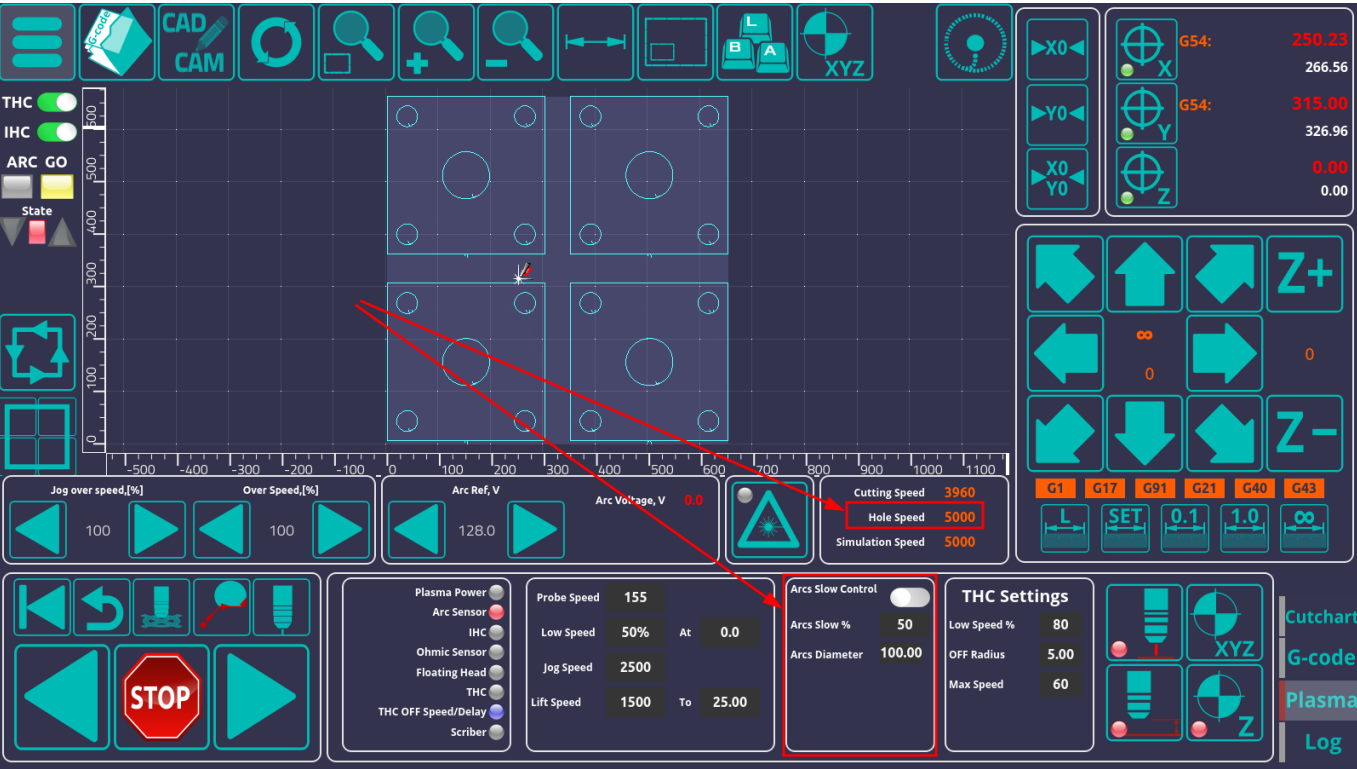 G-code
CAD
CAM
L
B A
XYZ
X0
Y0
X0
Y0
X
G54:
250.23
266.56
Y
G54:
315.00
326.96
Z
0.00
0.00
THC
IHC
ARC GO
State
500
400
300
200
100
0
-500 -400 -300 -200 -100 0 100 200 300 400 500 600 700 800 900 1000 1100
Z+
∞
0
0
Z-
G1 G17 G91 G21 G40 G43
L SET 0.1 1.0 ∞
Jog over speed,[%]
100
Over Speed,[%]
100
Arc Ref, V
128.0
Arc Voltage, V 0.0
Cutting Speed 3960
Hole Speed 5000
Simulation Speed 5000
STOP
Plasma Power
Arc Sensor
IHC
Ohmic Sensor
Floating Head
THC
THC OFF Speed/Delay
Scriber
Probe Speed 155
Low Speed 50% At 0.0
Jog Speed 2500
Lift Speed 1500 To 25.00
Arcs Slow Control
Arcs Slow % 50
Arcs Diameter 100.00
THC Settings
Low Speed % 80
OFF Radius 5.00
Max Speed 60
XYZ
Z
Cutchart
G-code
Plasma
Log